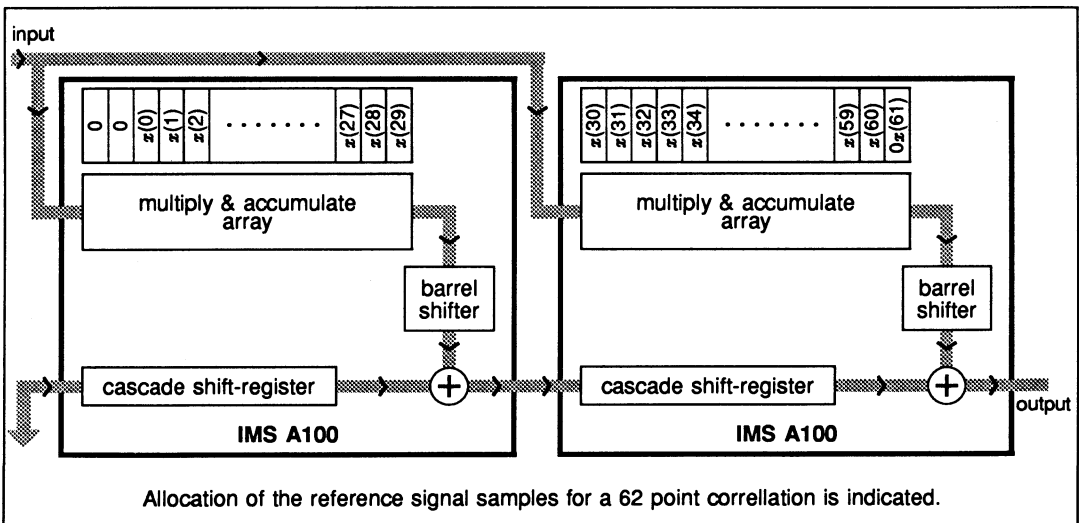 input
0 0 x(0) x(1) x(2) . . . . . . . x(27) x(28) x(29)
x(30) x(31) x(32) x(33) x(34) . . . . . . . x(59) x(60) 0x(61)
multiply & accumulate
array
multiply & accumulate
array
barrel
shifter
barrel
shifter
cascade shift-register
+
cascade shift-register
+
output
IMS A100
IMS A100
Allocation of the reference signal samples for a 62 point correllation is indicated.